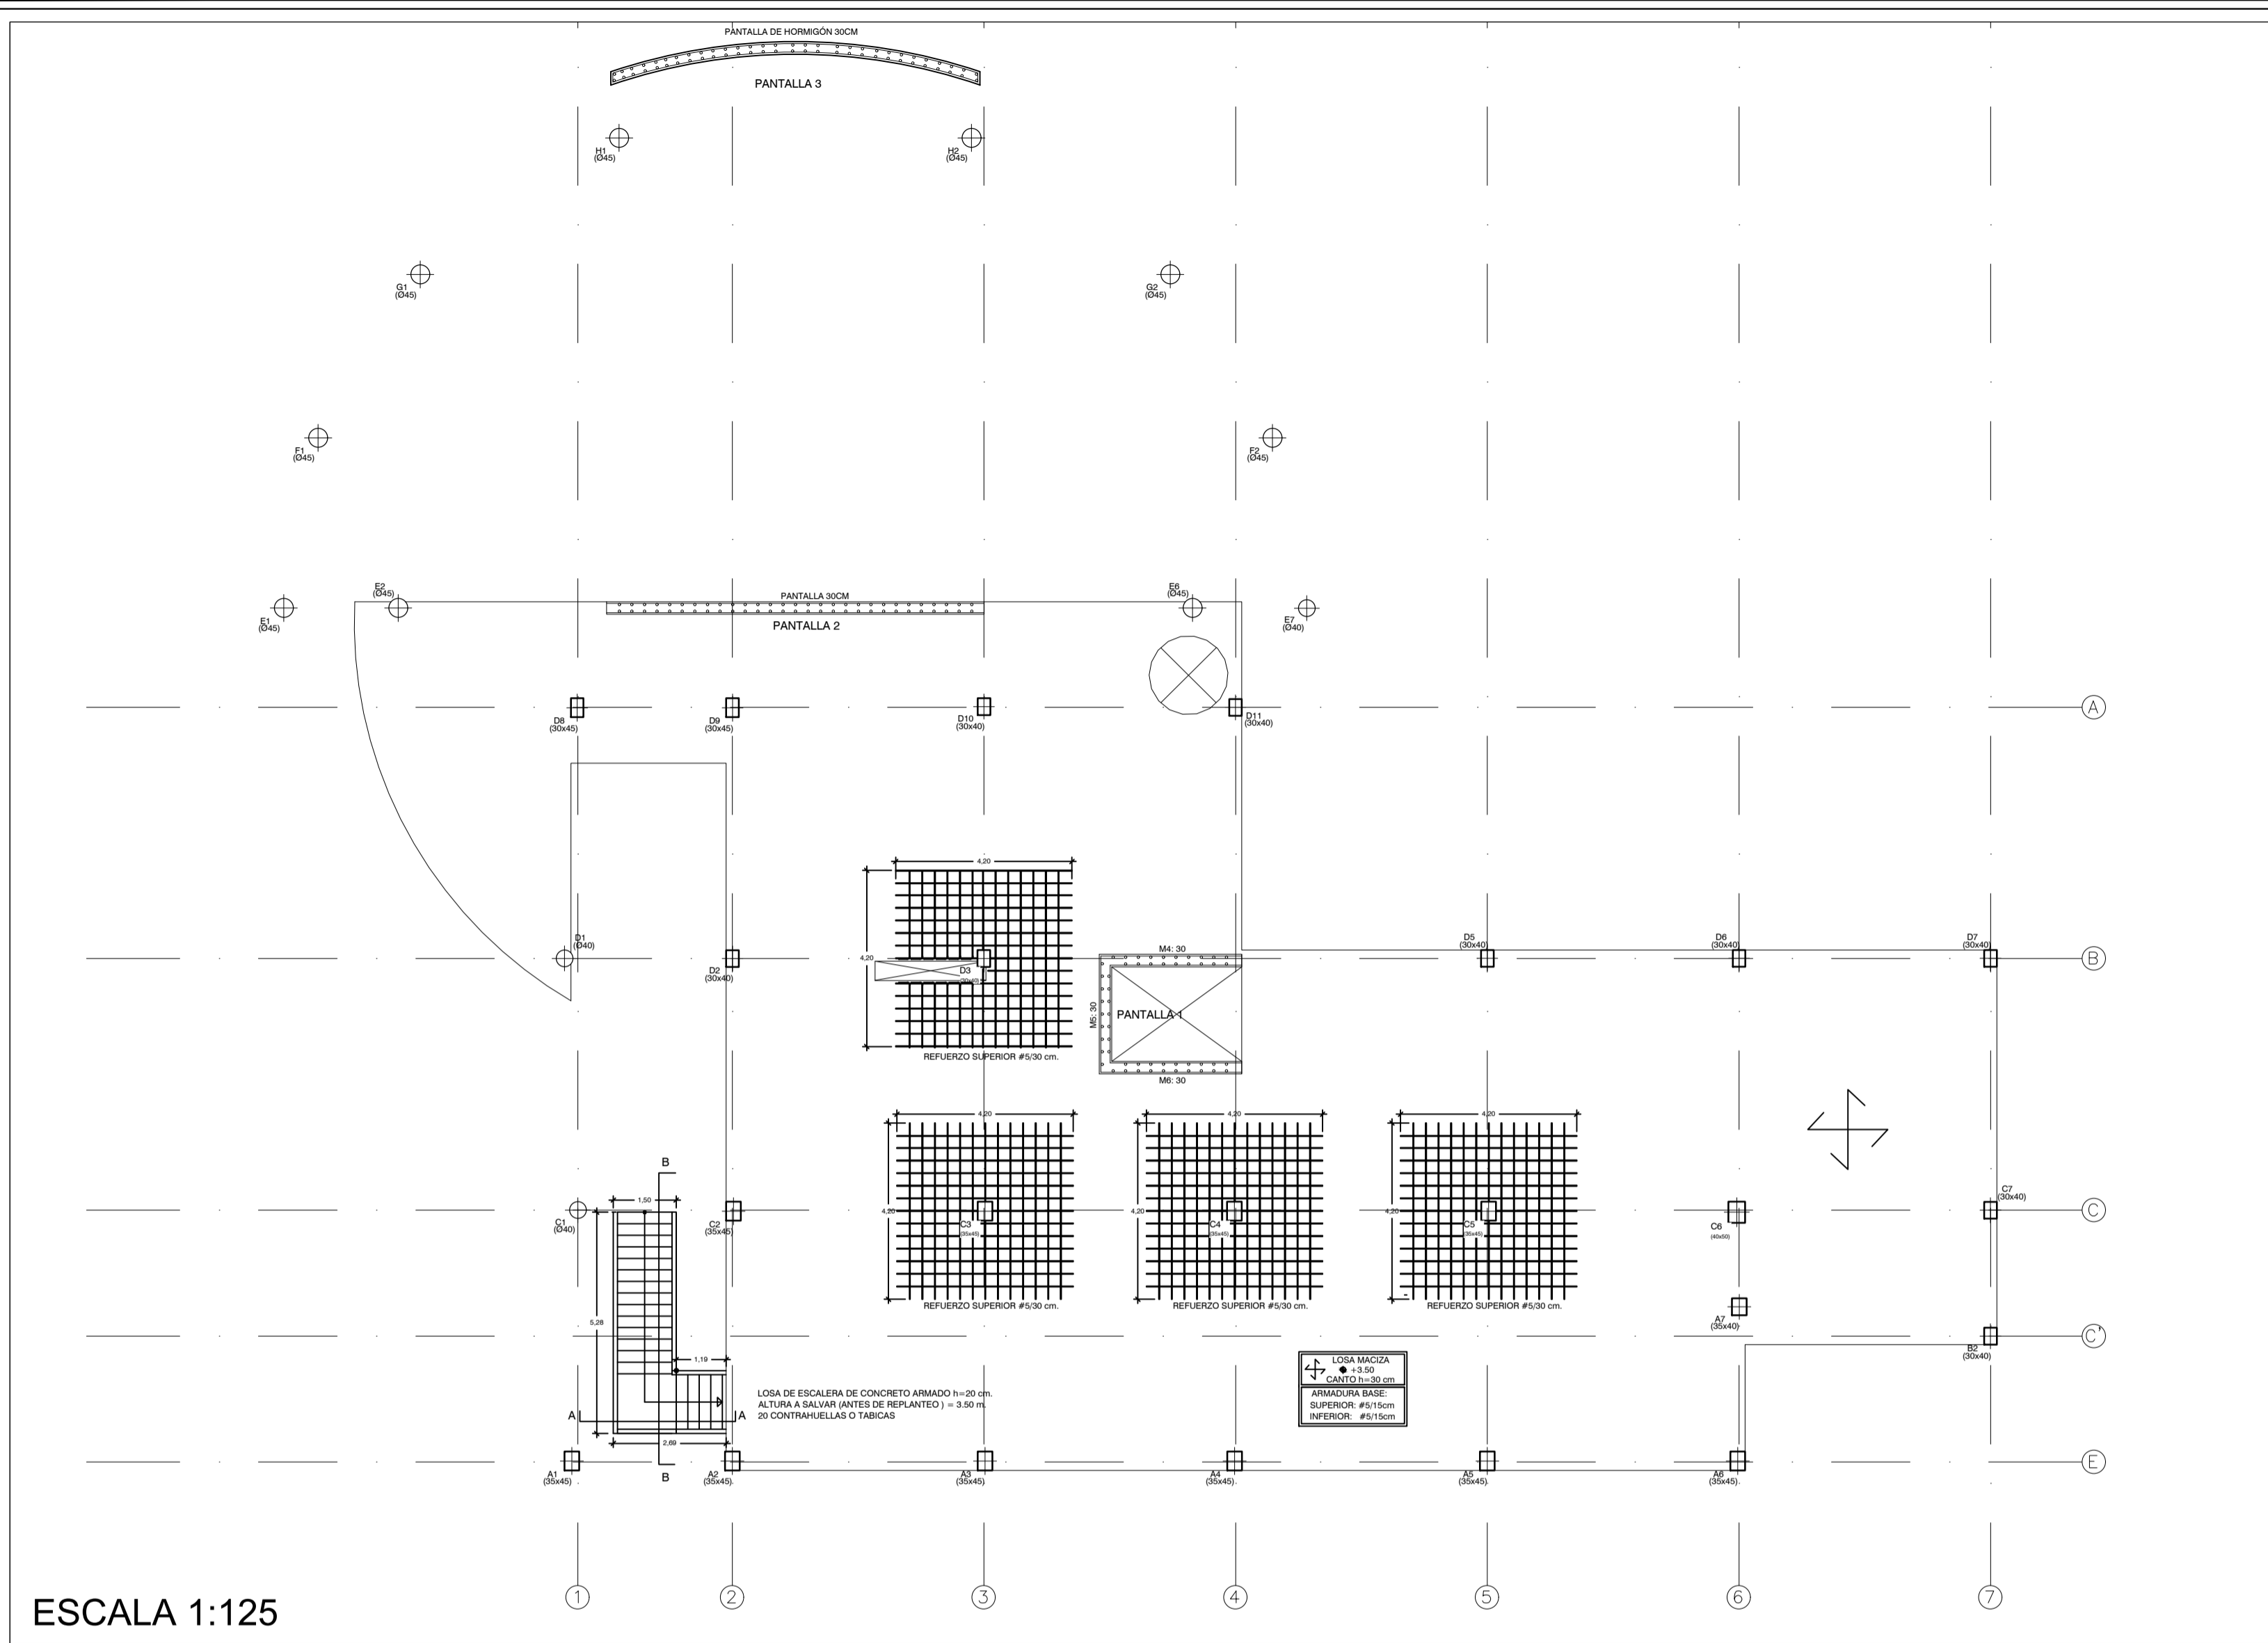 PANTALLA DE HORMIGÓN 30CM
PANTALLA 3
H1
(Ø45)
H2
(Ø45)
G1
(Ø45)
G2
(Ø45)
F1
(Ø45)
F2
(Ø45)
E1
(Ø45)
E2
(Ø45)
PANTALLA 30CM
PANTALLA 2
E6
(Ø45)
E7
(Ø40)
D8
(30x45)
D9
(30x45)
D10
(30x40)
D11
(30x40)
A
4,20
4,20
D1
(Ø40)
D2
(30x40)
D3
REFUERZO SUPERIOR #5/30 cm.
M4: 30
M5: 30
PANTALLA 1
M6: 30
D5
(30x40)
D6
(30x40)
D7
(30x40)
B
B
1,50
5,28
1,19
2,69
A
A
B
C1
(Ø40)
C2
(35x45)
4,20
4,20
C3
(35x45)
REFUERZO SUPERIOR #5/30 cm.
4,20
4,20
C4
(35x45)
REFUERZO SUPERIOR #5/30 cm.
4,20
4,20
C5
(35x45)
REFUERZO SUPERIOR #5/30 cm.
C6
(40x50)
C7
(30x40)
C
A7
(35x40)
B2
(30x40)
C'
LOSA DE ESCALERA DE CONCRETO ARMADO h=20 cm.
ALTURA A SALVAR (ANTES DE REPLANTEO ) = 3.50 m.
20 CONTRAHUELLAS O TABICAS
LOSA MACIZA
+3.50
CANTO h=30 cm
ARMADURA BASE:
SUPERIOR: #5/15cm
INFERIOR: #5/15cm
A1
(35x45)
A2
(35x45)
A3
(35x45)
A4
(35x45)
A5
(35x45)
A6
(35x45)
E
1
2
3
4
5
6
7
ESCALA 1:125